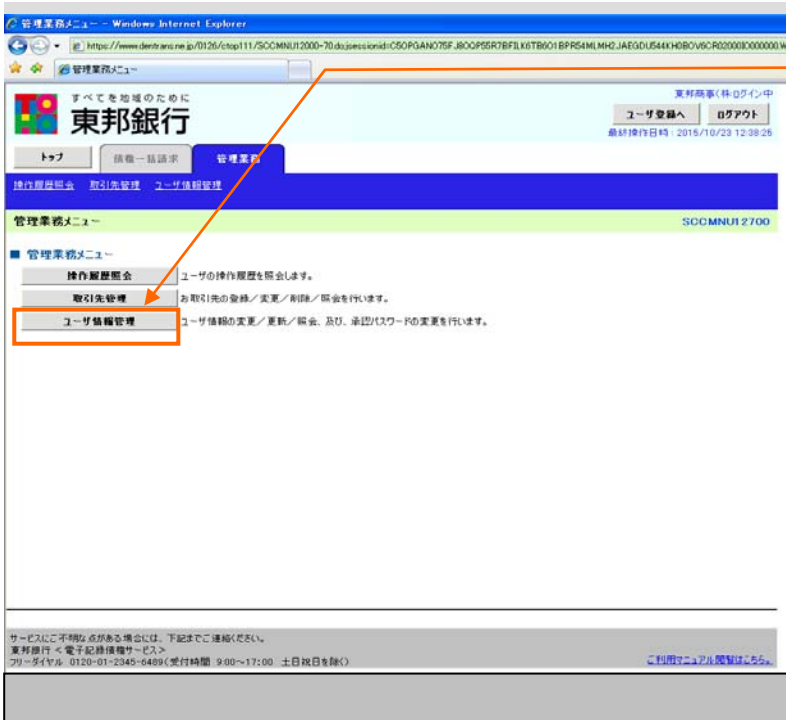 管理業務メニュー - Windows Internet Explorer
管理業務メニュー
東邦商事(株:ログイン中
すべてを地域のために
東邦銀行
ユーザ登録へ ログアウト
最終操作日時:2015/10/23 12:38:26
トップ 債権一括請求 管理業務
操作履歴照会 取引先管理 ユーザ情報管理
管理業務メニュー SCCMNU12700
■ 管理業務メニュー
操作履歴照会 ユーザの操作履歴を照会します。
取引先管理 お取引先の登録/変更/削除/照会を行います。
ユーザ情報管理 ユーザ情報の変更/更新/照会、及び、承認パスワードの変更を行います。
サービスにご不明な点がある場合には、下記までご連絡ください。
東邦銀行 <電子記録債権サービス>
フリーダイヤル 0120-01-2345-6489(受付時間 9:00~17:00 土日祝日を除く)
ご利用マニュアル閲覧はこちら。